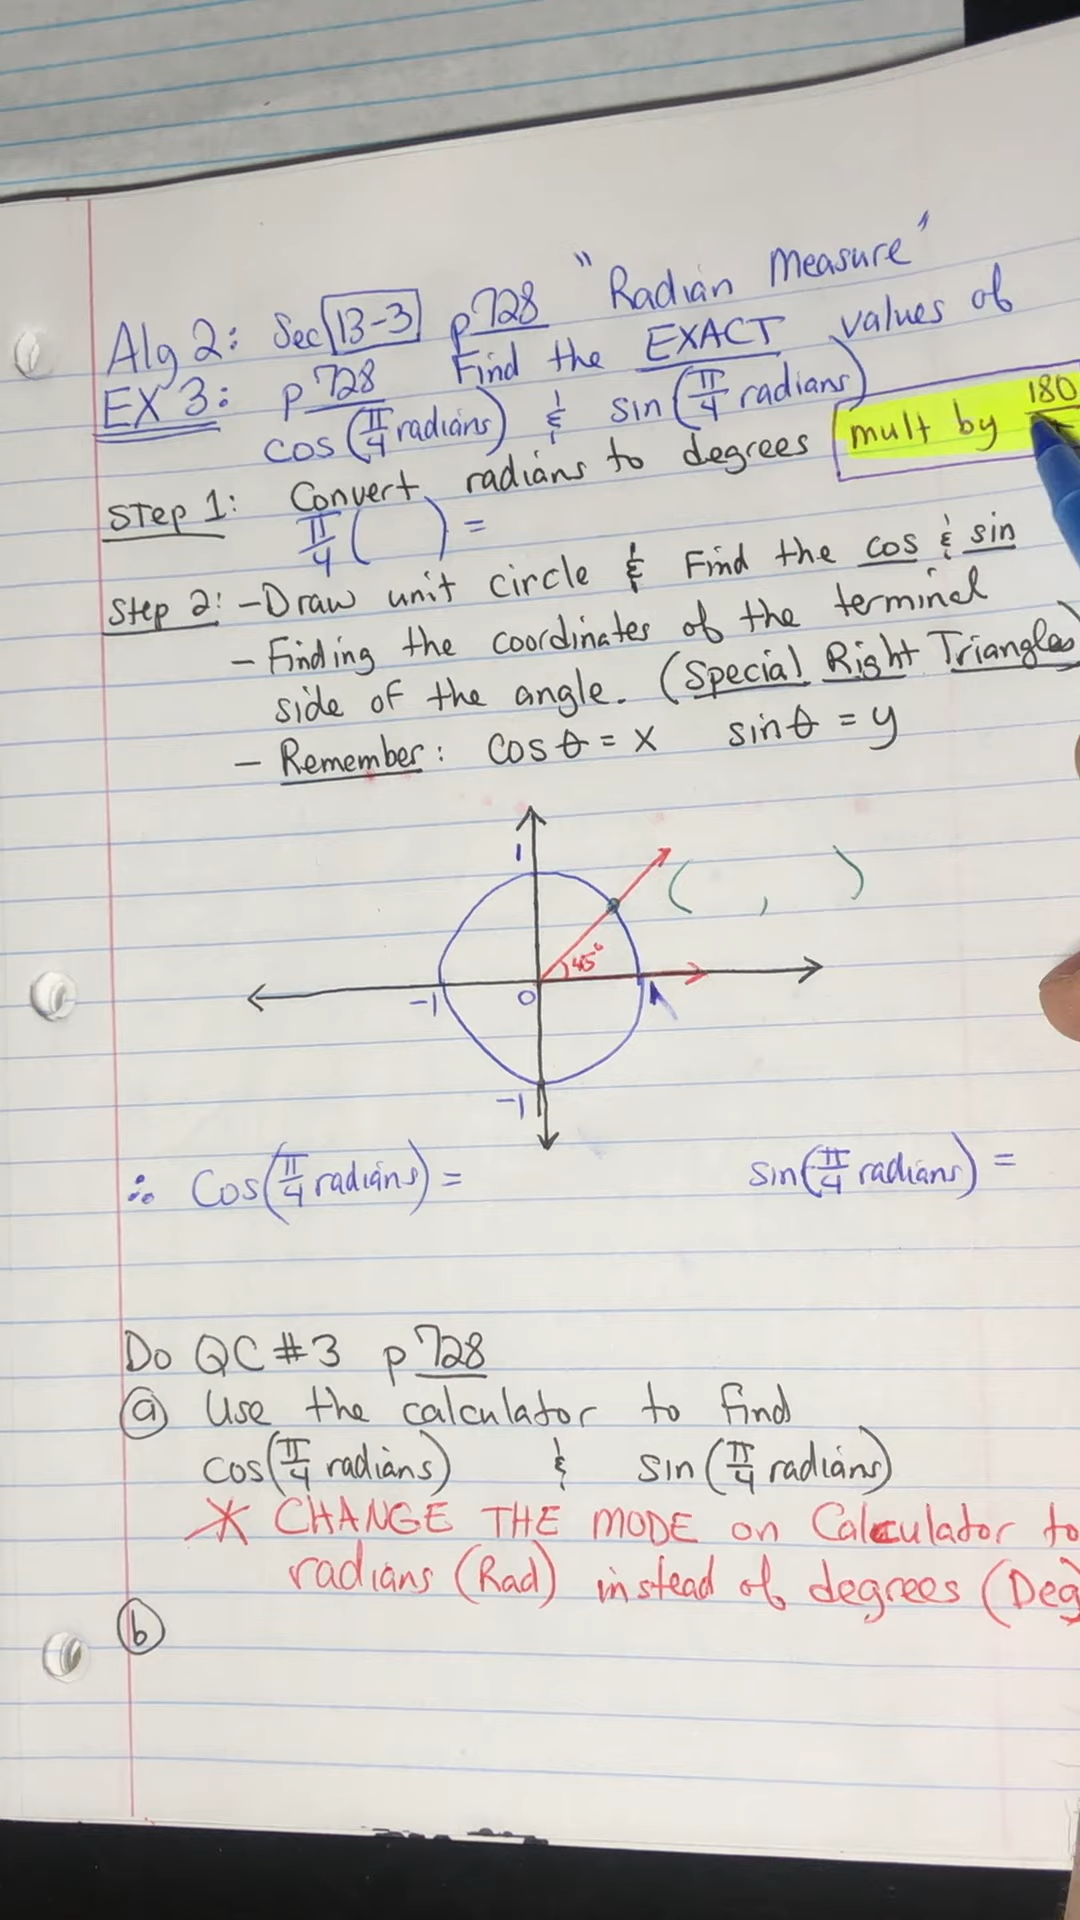 "Radian Measure"
Alg 2: Sec 13-3 p728
EX 3: p728 Find the EXACT values of
cos(π/4 radians) & sin(π/4 radians)
Step 1: Convert radians to degrees mult by 180
π/4 ( ) =
Step 2: - Draw unit circle & Find the cos & sin
- Finding the coordinates of the terminal
side of the angle. (Special Right Triangles)
- Remember: cos θ = x sin θ = y
1
( , )
45°
-1 0 1
-1
∴ Cos(π/4 radians) = sin(π/4 radians) =
Do QC #3 p728
a Use the calculator to find
cos(π/4 radians) & sin(π/4 radians)
* CHANGE THE MODE on Calculator to
radians (Rad) instead of degrees (Deg
b